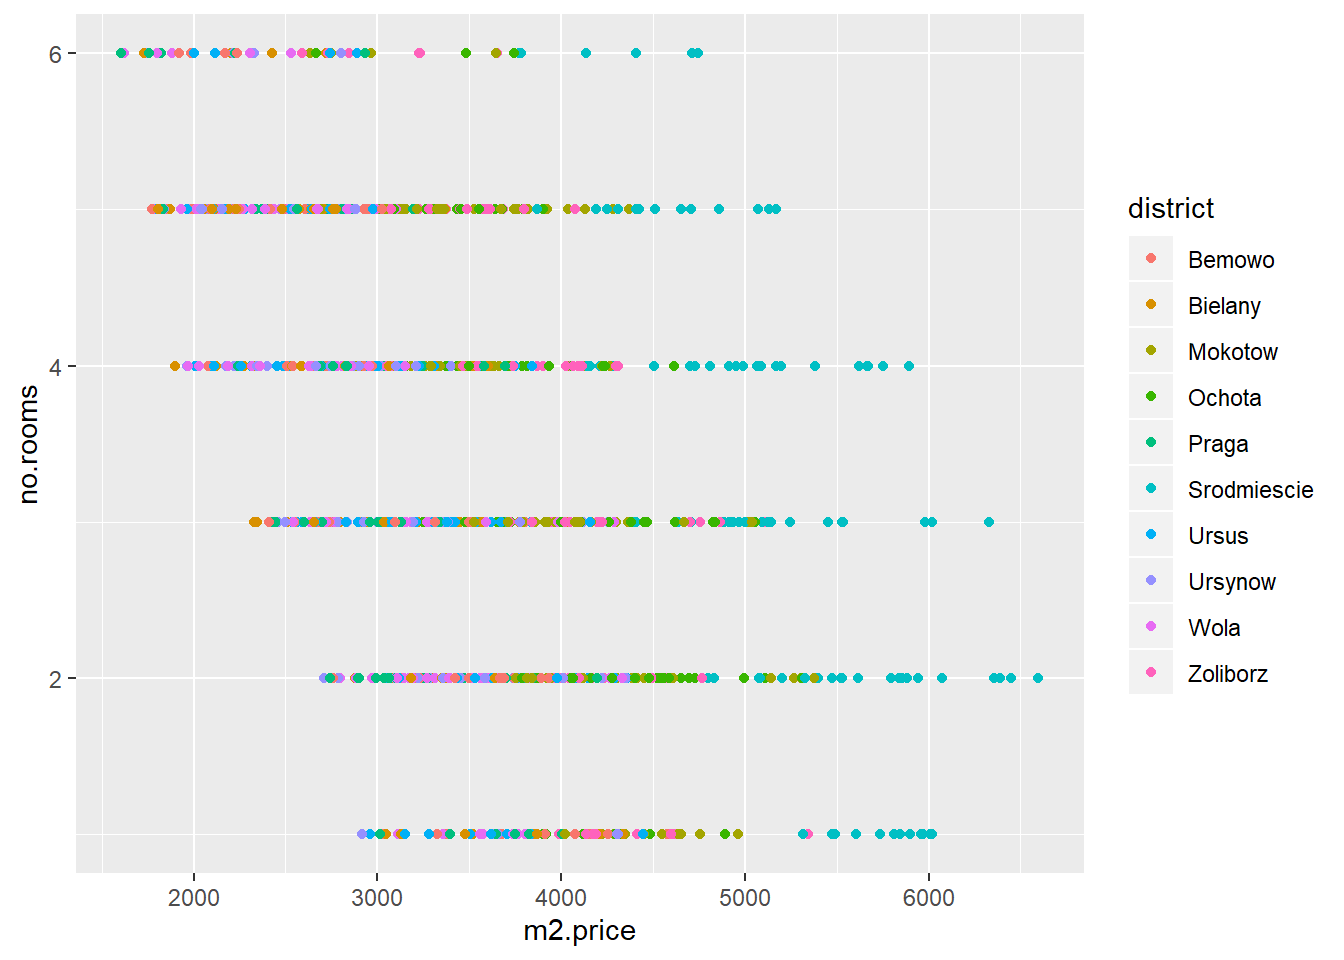 6
4
2
no.rooms
2000 3000 4000 5000 6000
m2.price
district
Bemowo
Bielany
Mokotow
Ochota
Praga
Srodmiescie
Ursus
Ursynow
Wola
Zoliborz